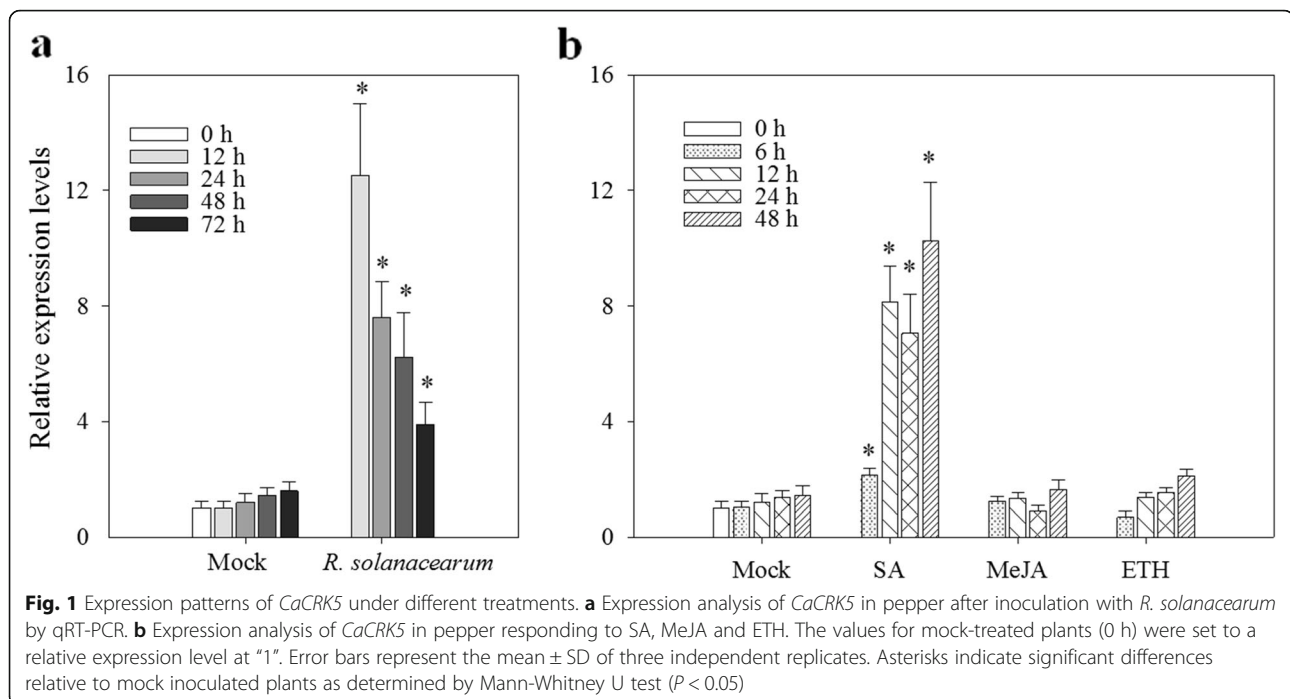 a
16
12
8
4
0
Relative expression levels
0 h
12 h
24 h
48 h
72 h
*
*
*
*
Mock
R. solanacearum
b
16
12
8
4
0
0 h
6 h
12 h
24 h
48 h
*
*
*
*
Mock
SA
MeJA
ETH
Fig. 1 Expression patterns of CaCRK5 under different treatments. a Expression analysis of CaCRK5 in pepper after inoculation with R. solanacearum
by qRT-PCR. b Expression analysis of CaCRK5 in pepper responding to SA, MeJA and ETH. The values for mock-treated plants (0 h) were set to a
relative expression level at “1”. Error bars represent the mean ± SD of three independent replicates. Asterisks indicate significant differences
relative to mock inoculated plants as determined by Mann-Whitney U test (P < 0.05)